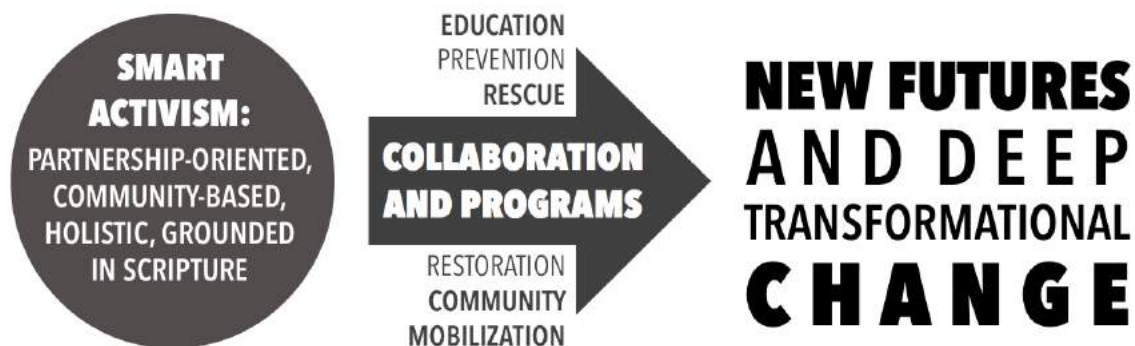 SMART
ACTIVISM:
PARTNERSHIP-ORIENTED,
COMMUNITY-BASED,
HOLISTIC, GROUNDED
IN SCRIPTURE
EDUCATION
PREVENTION
RESCUE
COLLABORATION
AND PROGRAMS
RESTORATION
COMMUNITY
MOBILIZATION
NEW FUTURES
AND DEEP
TRANSFORMATIONAL
CHANGE